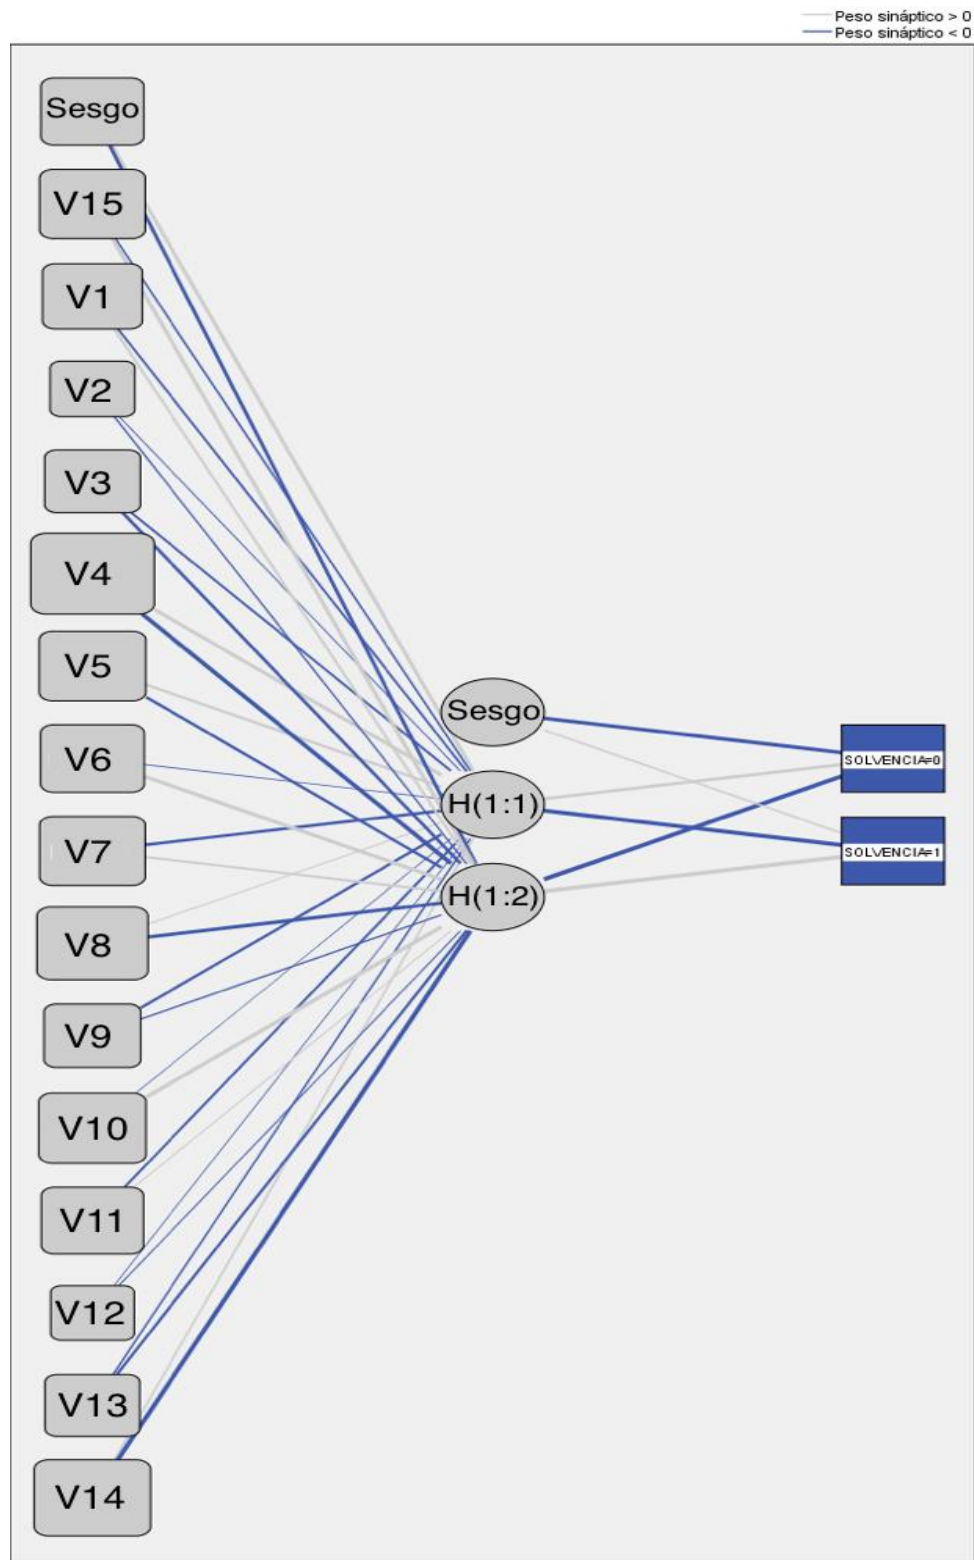 Peso sináptico > 0
Peso sináptico < 0
Sesgo
V15
V1
V2
V3
V4
V5
V6
V7
V8
V9
V10
V11
V12
V13
V14
Sesgo
H(1:1)
H(1:2)
SOLVENCIA=0
SOLVENCIA=1